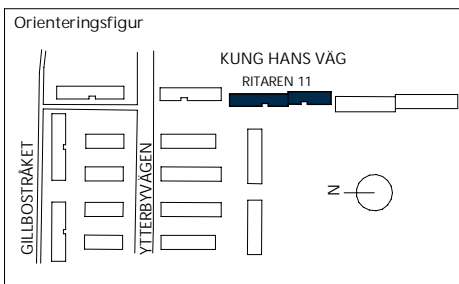 Orienteringsfigur
KUNG HANS VÄG
RITAREN 11
GILLBOSTRÅKET
YTTERBYVÄGEN
N